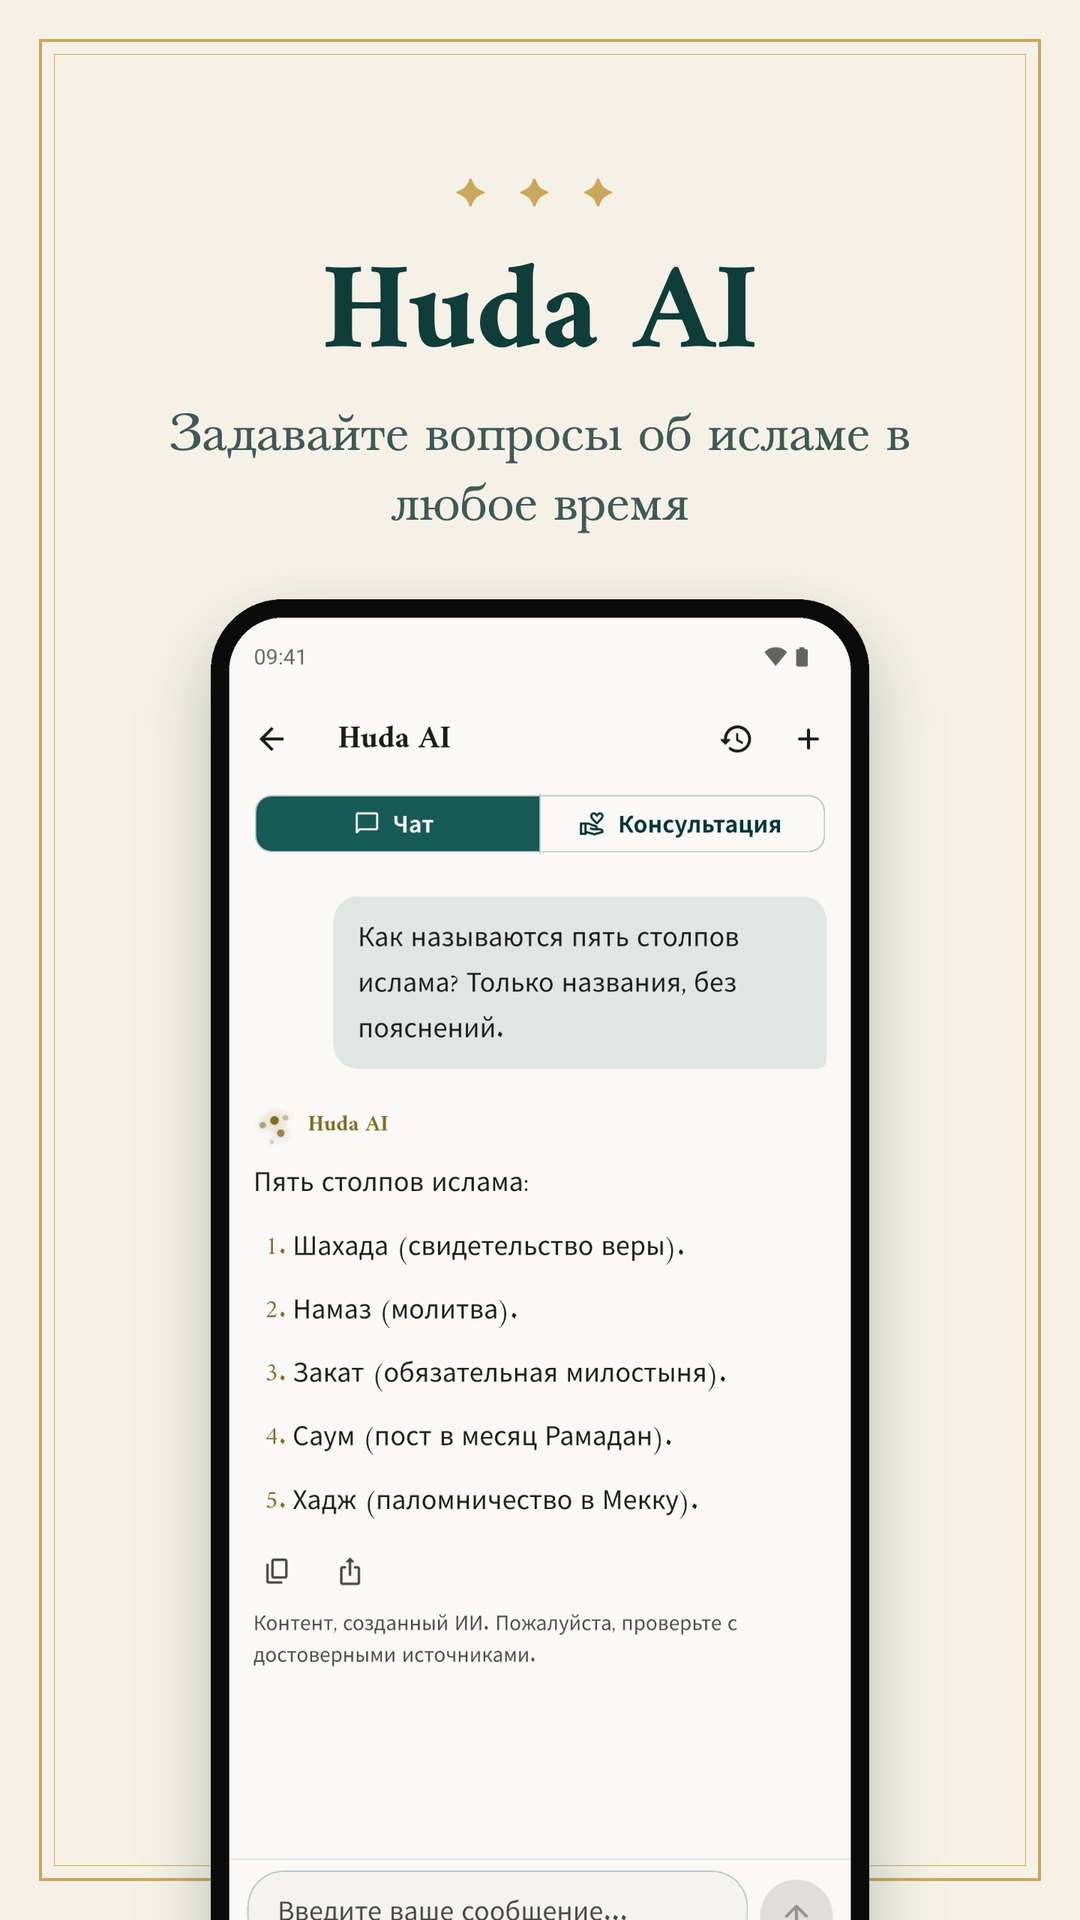 Huda AI
Задавайте вопросы об исламе в
любое время
09:41
Huda AI
Чат
Консультация
Как называются пять столпов
ислама? Только названия, без
пояснений.
Huda AI
Пять столпов ислама:
1. Шахада (свидетельство веры).
2. Намаз (молитва).
3. Закат (обязательная милостыня).
4. Саум (пост в месяц Рамадан).
5. Хадж (паломничество в Мекку).
Контент, созданный ИИ. Пожалуйста, проверьте с
достоверными источниками.
Введите ваше сообщение...